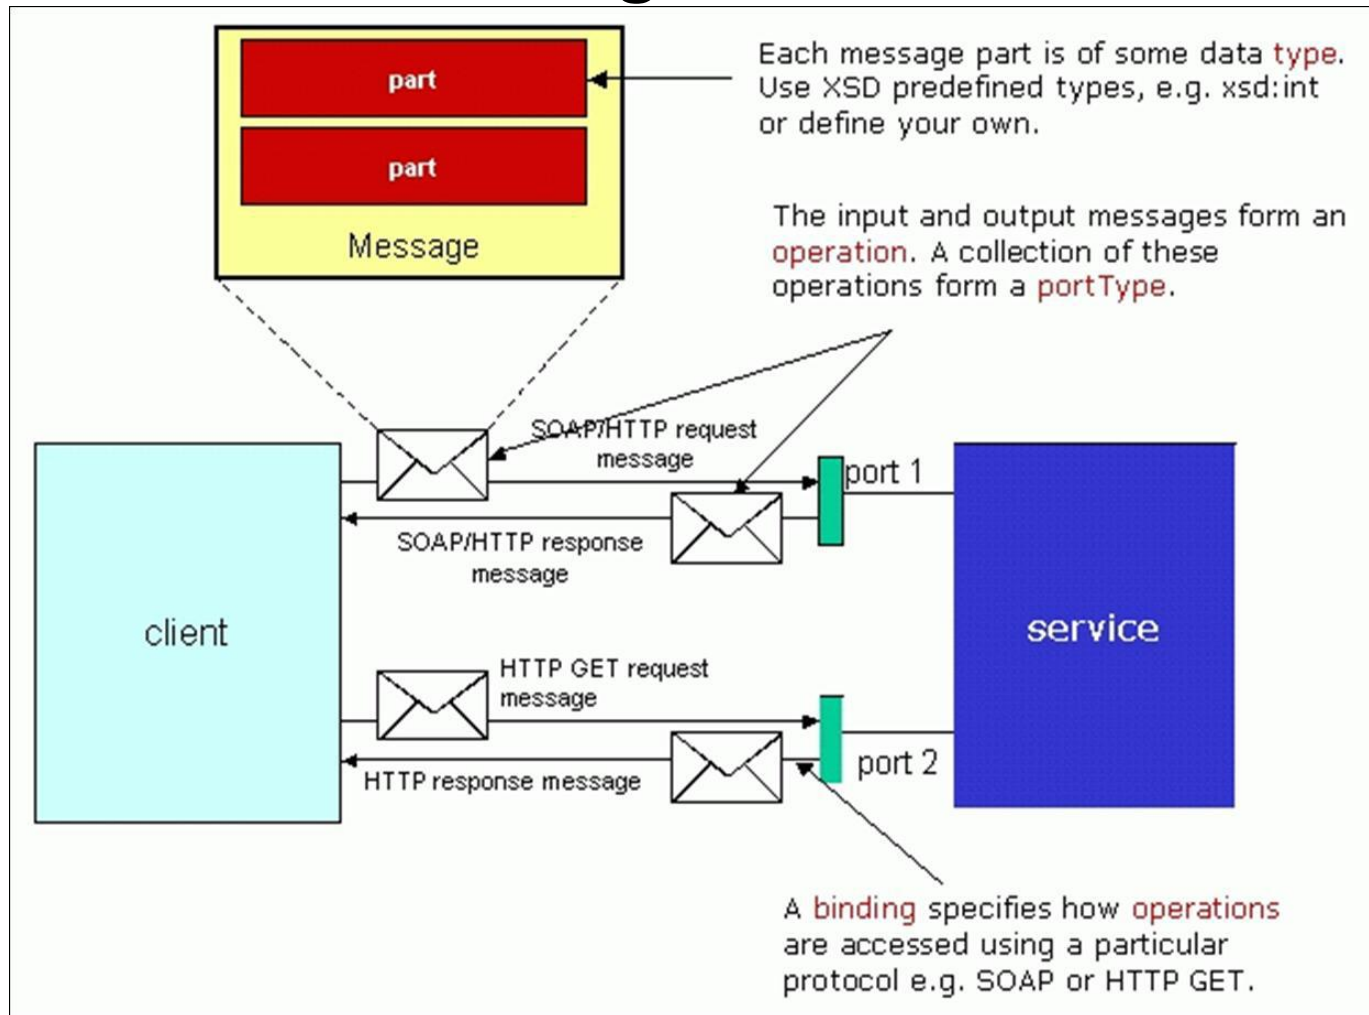 part
part
Message
Each message part is of some data type.
Use XSD predefined types, e.g. xsd:int
or define your own.
The input and output messages form an
operation. A collection of these
operations form a portType.
SOAP/HTTP request
message
port 1
SOAP/HTTP response
message
client
service
HTTP GET request
message
port 2
HTTP response message
A binding specifies how operations
are accessed using a particular
protocol e.g. SOAP or HTTP GET.